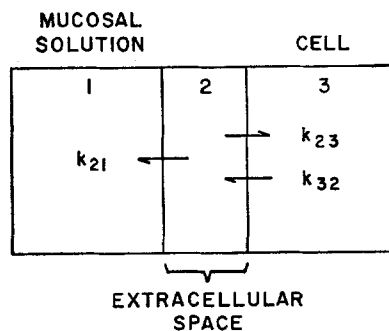 MUCOSAL
SOLUTION
CELL
1
2
3
k21
k23
k32
EXTRACELLULAR
SPACE